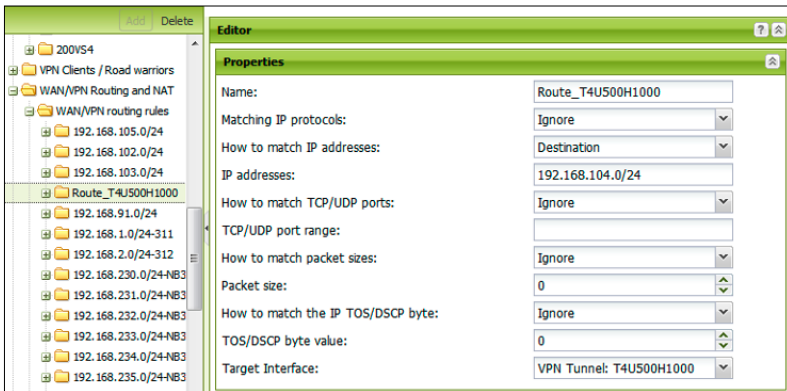 Add Delete
200VS4
VPN Clients / Road warriors
WAN/VPN Routing and NAT
WAN/VPN routing rules
192.168.105.0/24
192.168.102.0/24
192.168.103.0/24
Route_T4U500H1000
192.168.91.0/24
192.168.1.0/24-311
192.168.2.0/24-312
192.168.230.0/24-NB3
192.168.231.0/24-NB3
192.168.232.0/24-NB3
192.168.233.0/24-NB3
192.168.234.0/24-NB3
192.168.235.0/24-NB3
Editor ?
Properties
Name: Route_T4U500H1000
Matching IP protocols: Ignore
How to match IP addresses: Destination
IP addresses: 192.168.104.0/24
How to match TCP/UDP ports: Ignore
TCP/UDP port range:
How to match packet sizes: Ignore
Packet size: 0
How to match the IP TOS/DSCP byte: Ignore
TOS/DSCP byte value: 0
Target Interface: VPN Tunnel: T4U500H1000